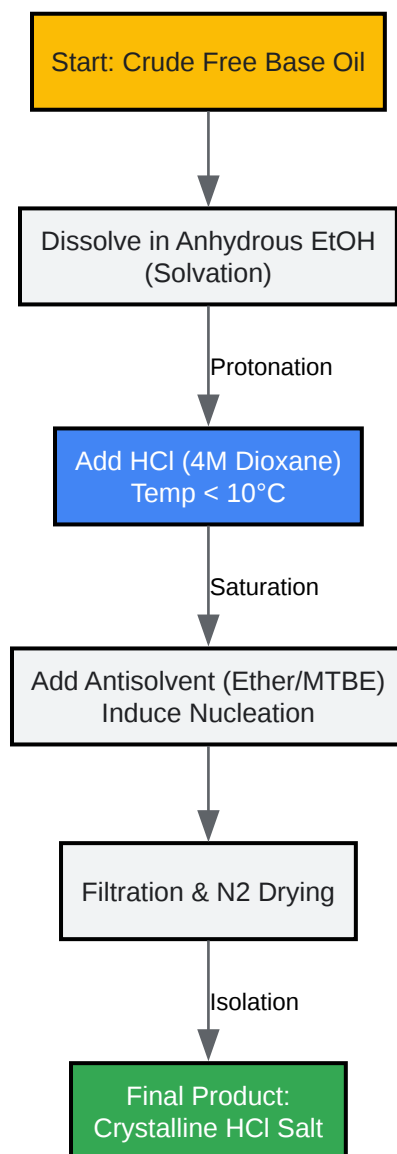 Start: Crude Free Base Oil
Dissolve in Anhydrous EtOH
(Solvation)
Protonation
Add HCl (4M Dioxane)
Temp < 10°C
Saturation
Add Antisolvent (Ether/MTBE)
Induce Nucleation
Filtration & N2 Drying
Isolation
Final Product:
Crystalline HCl Salt